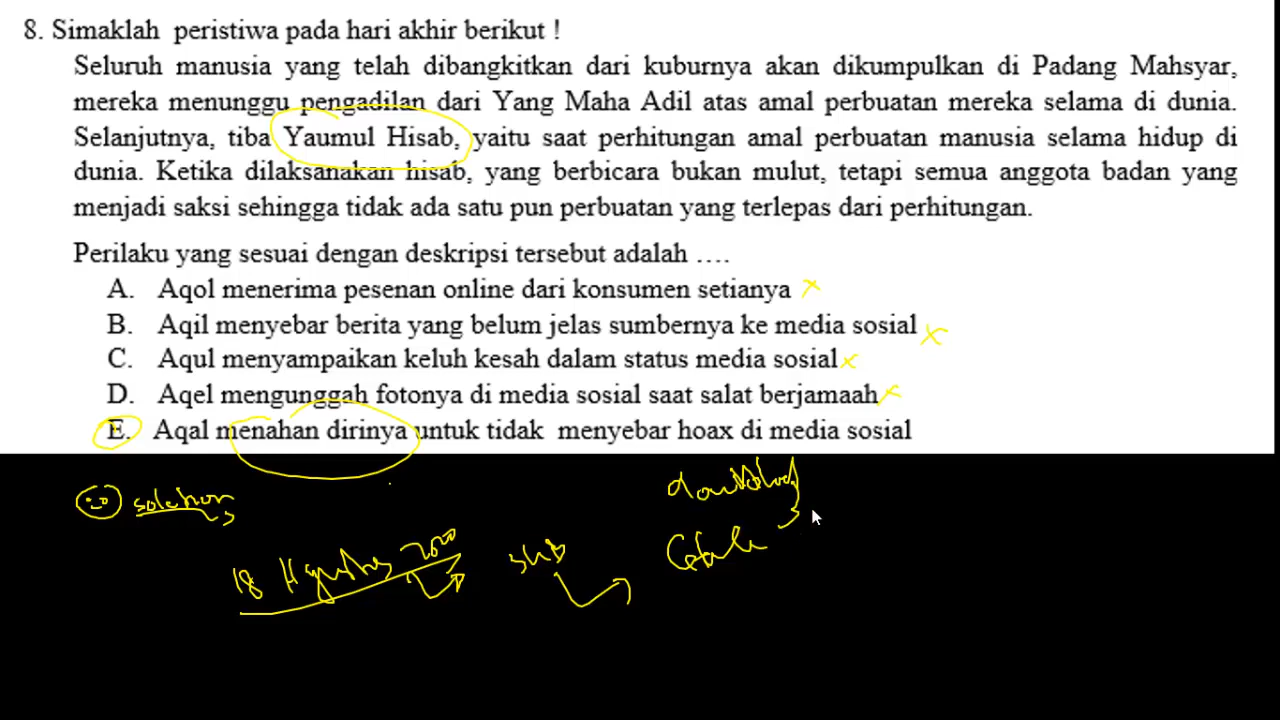 8. Simaklah peristiwa pada hari akhir berikut !
Seluruh manusia yang telah dibangkitkan dari kuburnya akan dikumpulkan di Padang Mahsyar,
mereka menunggu pengadilan dari Yang Maha Adil atas amal perbuatan mereka selama di dunia.
Selanjutnya, tiba Yaumul Hisab, yaitu saat perhitungan amal perbuatan manusia selama hidup di
dunia. Ketika dilaksanakan hisab, yang berbicara bukan mulut, tetapi semua anggota badan yang
menjadi saksi sehingga tidak ada satu pun perbuatan yang terlepas dari perhitungan.
Perilaku yang sesuai dengan deskripsi tersebut adalah ….
A. Aqol menerima pesenan online dari konsumen setianya
B. Aqil menyebar berita yang belum jelas sumbernya ke media sosial
C. Aqul menyampaikan keluh kesah dalam status media sosial
D. Aqel mengunggah fotonya di media sosial saat salat berjamaah
E. Aqal menahan dirinya untuk tidak menyebar hoax di media sosial
solution
18 Agustus 2020